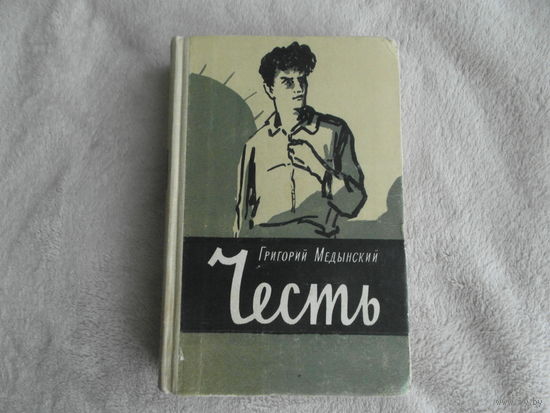 Григорий Медынский
Честь